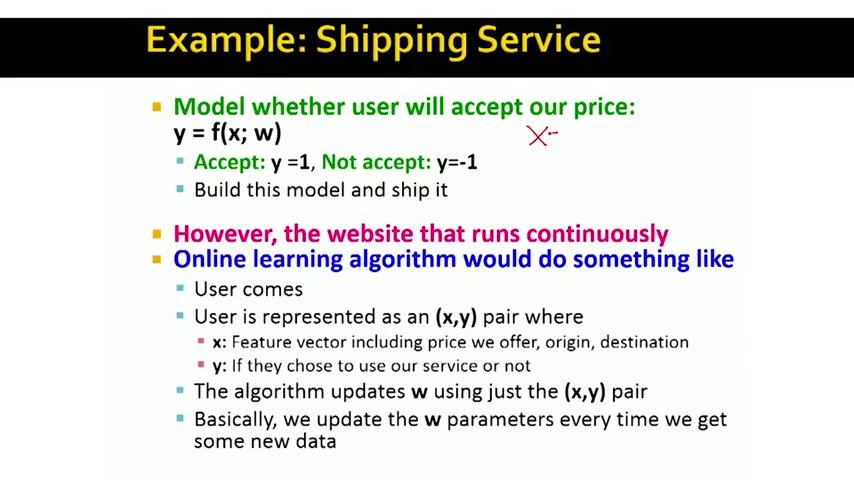 Example: Shipping Service
Model whether user will accept our price:
y = f(x; w)
Accept: y =1, Not accept: y=-1
Build this model and ship it
However, the website that runs continuously
Online learning algorithm would do something like
User comes
User is represented as an (x,y) pair where
x: Feature vector including price we offer, origin, destination
y: If they chose to use our service or not
The algorithm updates w using just the (x,y) pair
Basically, we update the w parameters every time we get
some new data